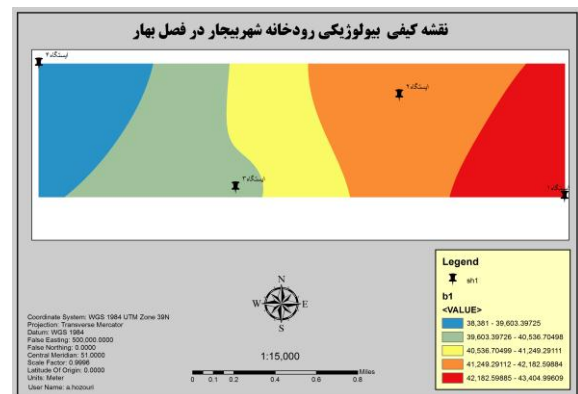 نقشه کیفی بیولوژیکی رودخانه شهربیجار در فصل بهار
ایستگاه ۴
ایستگاه ۲
ایستگاه ۳
ایستگاه ۱
N
W E
S
1:15,000
Miles
0 0.1 0.2 0.4 0.6 0.8
Coordinate System: WGS 1984 UTM Zone 39N
Projection: Transverse Mercator
Datum: WGS 1984
False Easting: 500,000.0000
False Northing: 0.0000
Central Meridian: 51.0000
Scale Factor: 0.9996
Latitude Of Origin: 0.0000
Units: Meter
User Name: a.hozouri
Legend
sh1
b1
<VALUE>
38,381 - 39,603.39725
39,603.39726 - 40,536.70498
40,536.70499 - 41,249.29111
41,249.29112 - 42,182.59884
42,182.59885 - 43,404.99609